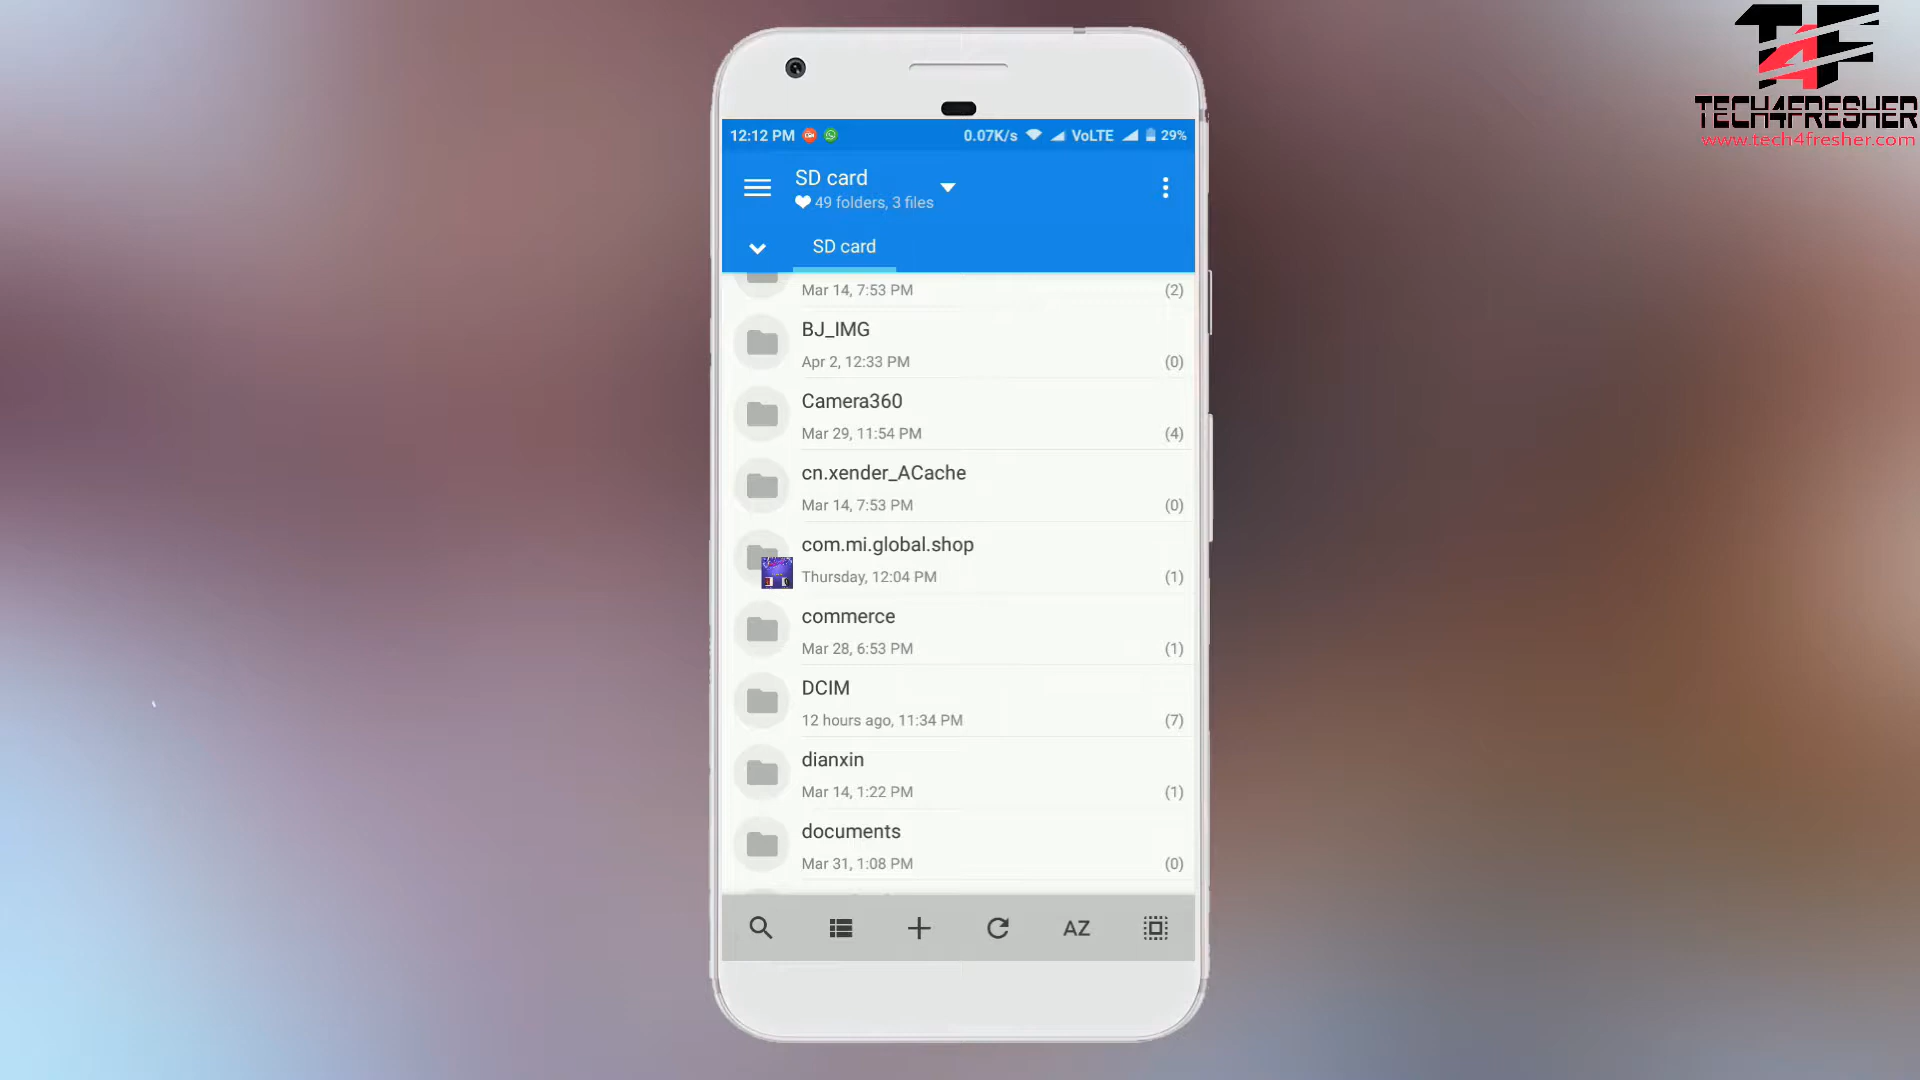 T4F
TECH4FRESHER
www.tech4fresher.com
12:12 PM 0.07K/s VoLTE 29%
SD card
49 folders, 3 files
SD card
Mar 14, 7:53 PM (2)
BJ_IMG
Apr 2, 12:33 PM (0)
Camera360
Mar 29, 11:54 PM (4)
cn.xender_ACache
Mar 14, 7:53 PM (0)
com.mi.global.shop
Thursday, 12:04 PM (1)
commerce
Mar 28, 6:53 PM (1)
DCIM
12 hours ago, 11:34 PM (7)
dianxin
Mar 14, 1:22 PM (1)
documents
Mar 31, 1:08 PM (0)
AZ